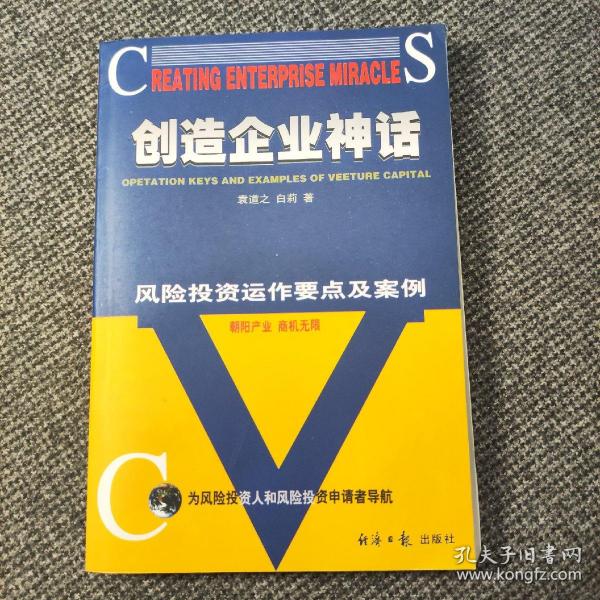 CREATING ENTERPRISE MIRACLES
创造企业神话
OPETATION KEYS AND EXAMPLES OF VEETURE CAPITAL
袁道之 白莉 著
风险投资运作要点及案例
朝阳产业 商机无限
V
C
为风险投资人和风险投资申请者导航
经济日报 出版社
孔夫子旧书网
www.kongfz.com